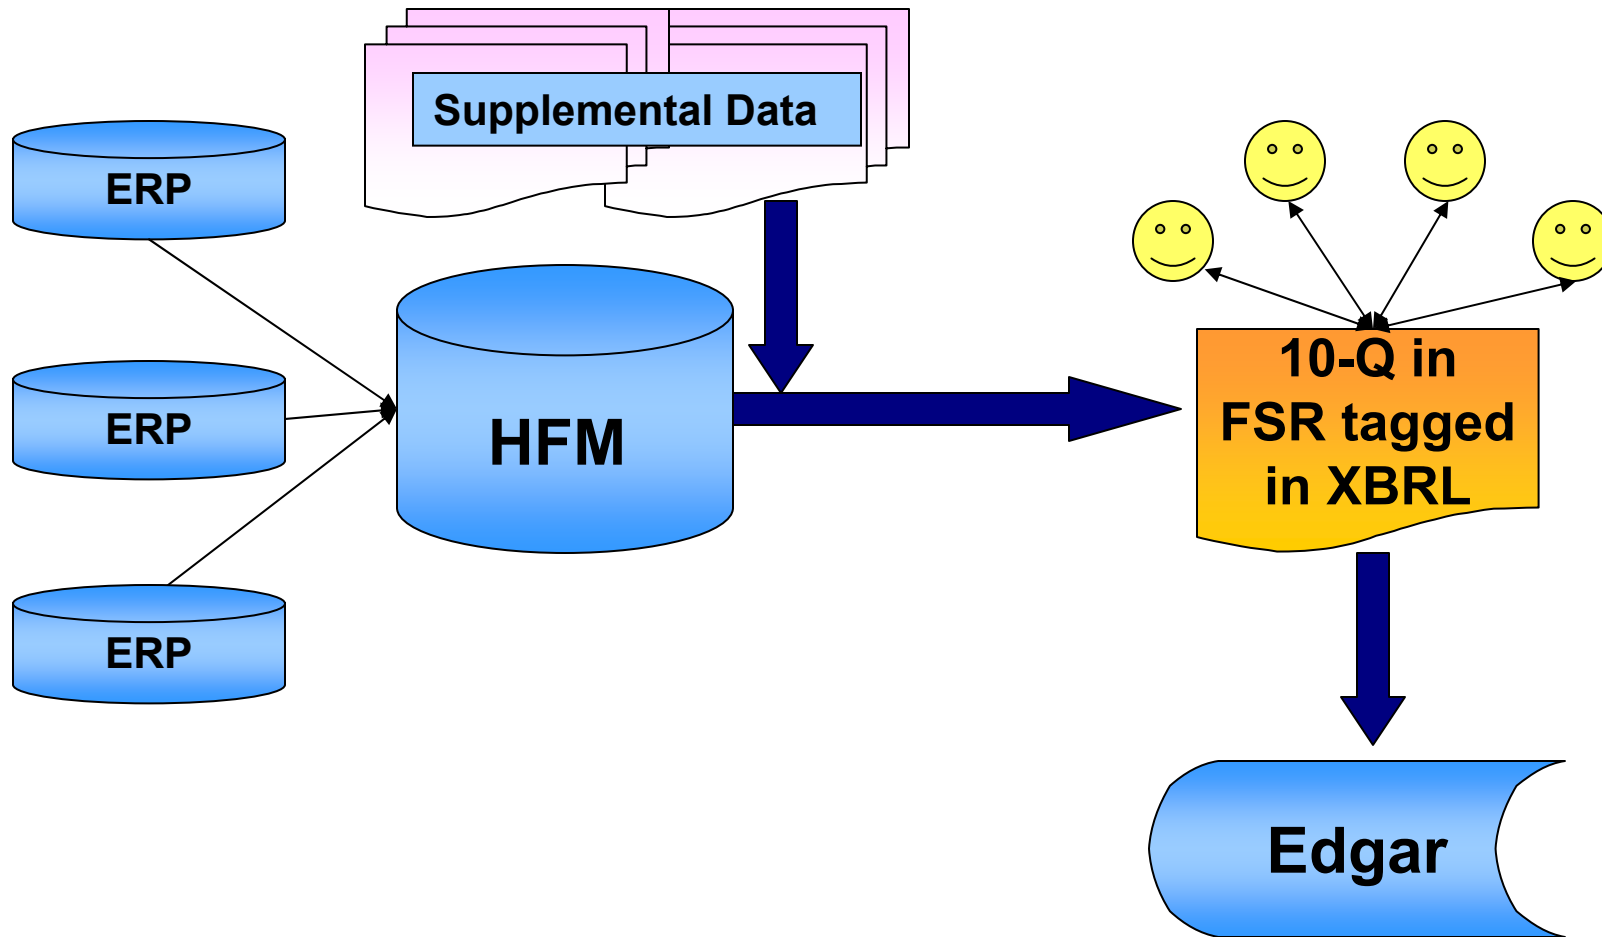 Supplemental Data
ERP
ERP
ERP
HFM
10-Q in
FSR tagged
in XBRL
Edgar